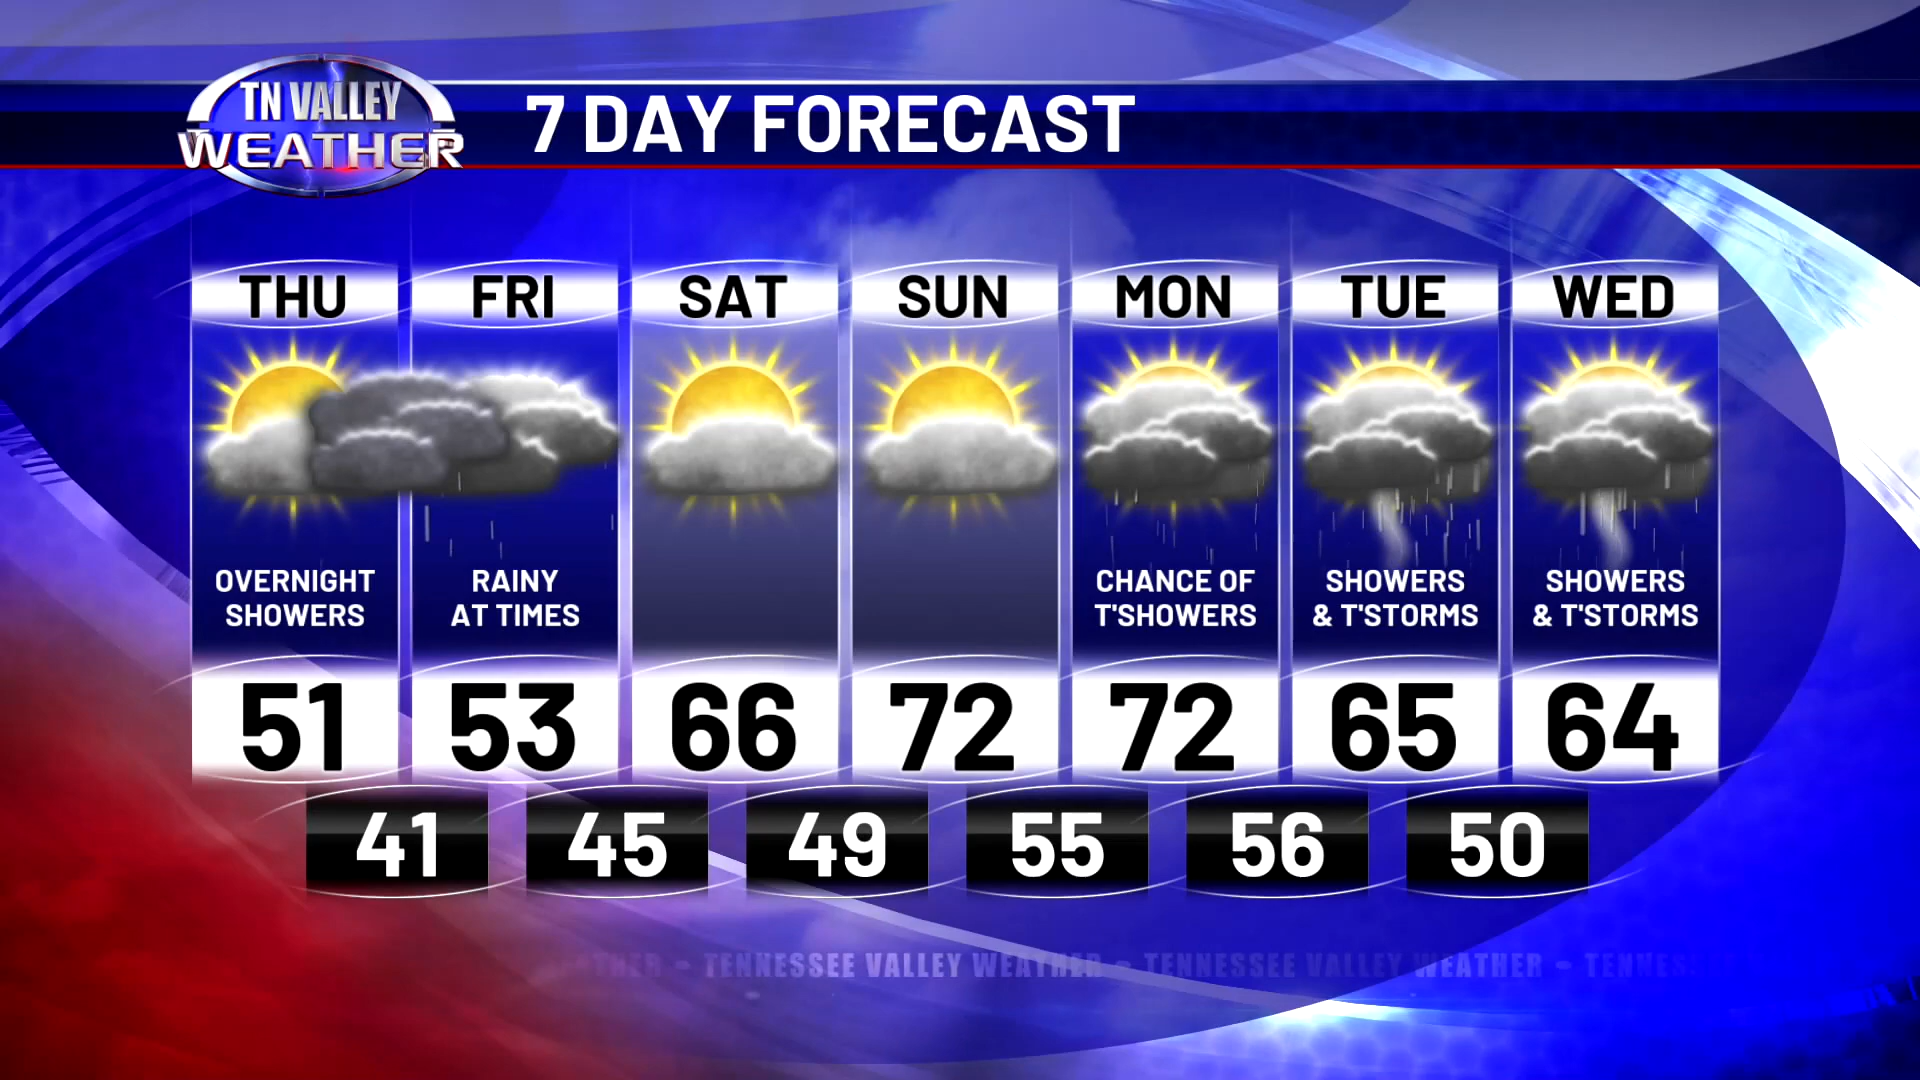 TN VALLEY
WEATHER
7 DAY FORECAST
THU FRI SAT SUN MON TUE WED
OVERNIGHT
SHOWERS
RAINY
AT TIMES
CHANCE OF
T'SHOWERS
SHOWERS
& T'STORMS
SHOWERS
& T'STORMS
51 53 66 72 72 65 64
41 45 49 55 56 50
TENNESSEE VALLEY WEATHER - TENNESSEE VALLEY WEATHER -